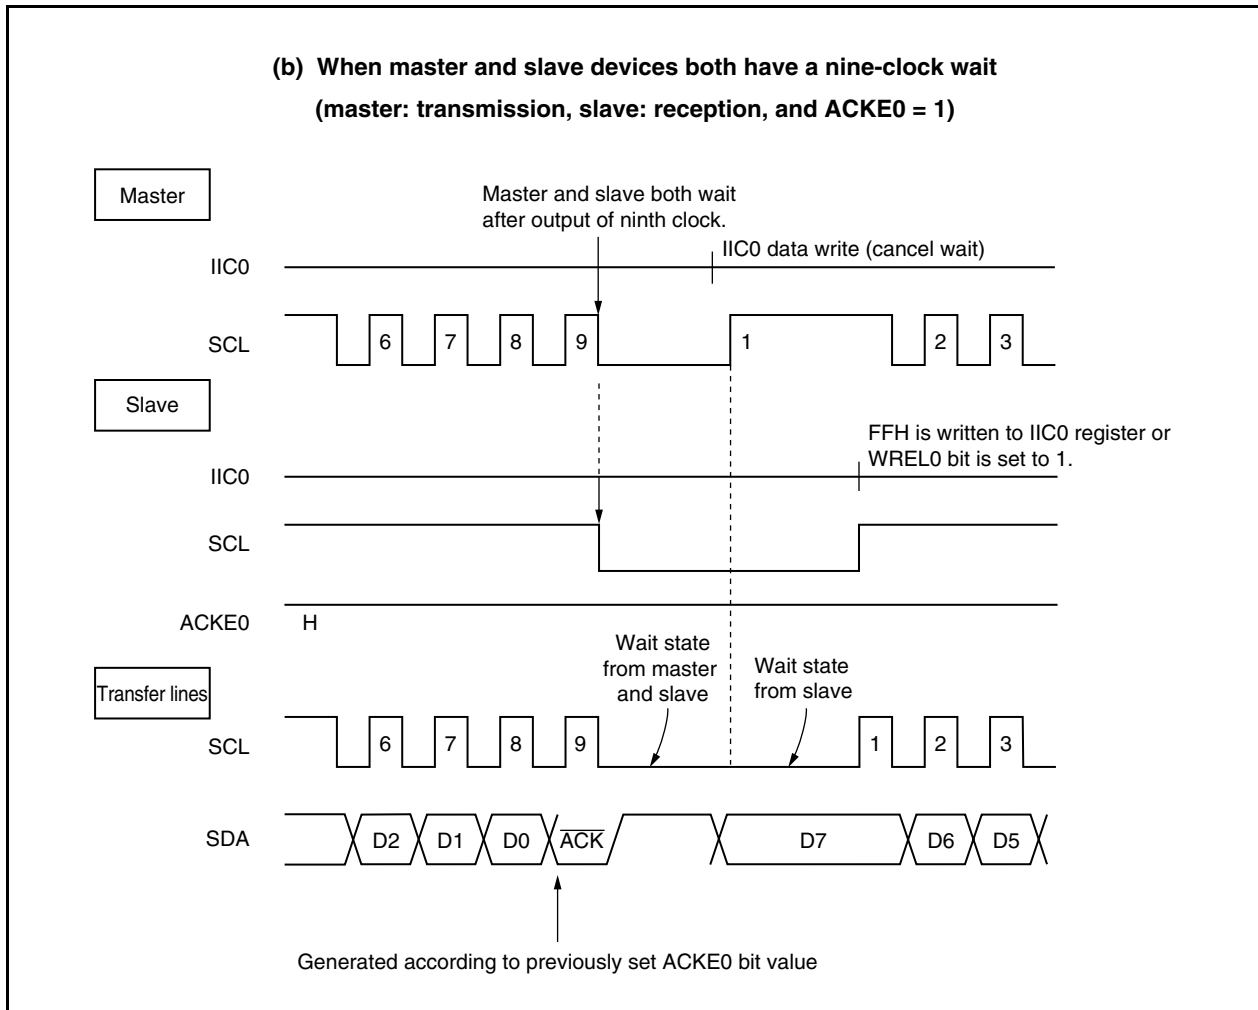 (b) When master and slave devices both have a nine-clock wait
(master: transmission, slave: reception, and ACKE0 = 1)
Master
Master and slave both wait
after output of ninth clock.
IIC0 data write (cancel wait)
IIC0
SCL
6 7 8 9 1 2 3
Slave
FFH is written to IIC0 register or
WREL0 bit is set to 1.
IIC0
SCL
ACKE0 H
Wait state
from master
and slave
Wait state
from slave
Transfer lines
SCL
6 7 8 9 1 2 3
SDA
D2 D1 D0 ACK D7 D6 D5
Generated according to previously set ACKE0 bit value